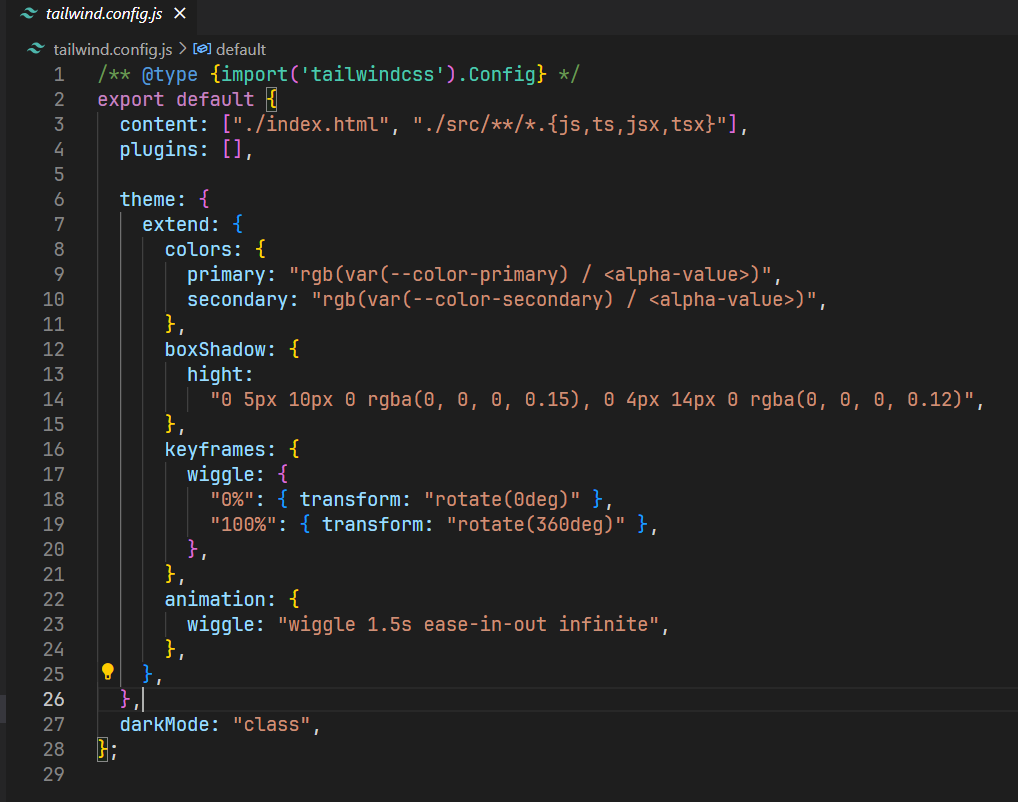 tailwind.config.js ×
tailwind.config.js > default
1 /** @type {import('tailwindcss').Config} */
2 export default {
3   content: ["./index.html", "./src/**/*.{js,ts,jsx,tsx}"],
4   plugins: [],
5
6   theme: {
7     extend: {
8       colors: {
9         primary: "rgb(var(--color-primary) / <alpha-value>)",
10         secondary: "rgb(var(--color-secondary) / <alpha-value>)",
11       },
12       boxShadow: {
13         hight:
14           "0 5px 10px 0 rgba(0, 0, 0, 0.15), 0 4px 14px 0 rgba(0, 0, 0, 0.12)",
15       },
16       keyframes: {
17         wiggle: {
18           "0%": { transform: "rotate(0deg)" },
19           "100%": { transform: "rotate(360deg)" },
20         },
21       },
22       animation: {
23         wiggle: "wiggle 1.5s ease-in-out infinite",
24       },
25     },
26   },
27   darkMode: "class",
28 };
29